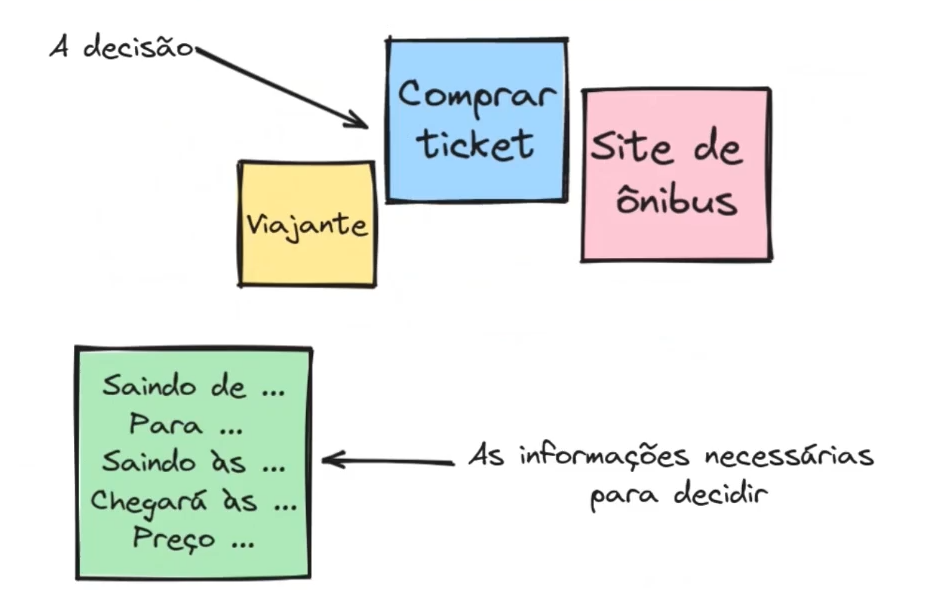 A decisão
Comprar
ticket
Site de
ônibus
Viajante
Saindo de ...
Para ...
Saindo às ...
Chegará às ...
Preço ...
As informações necessárias
para decidir